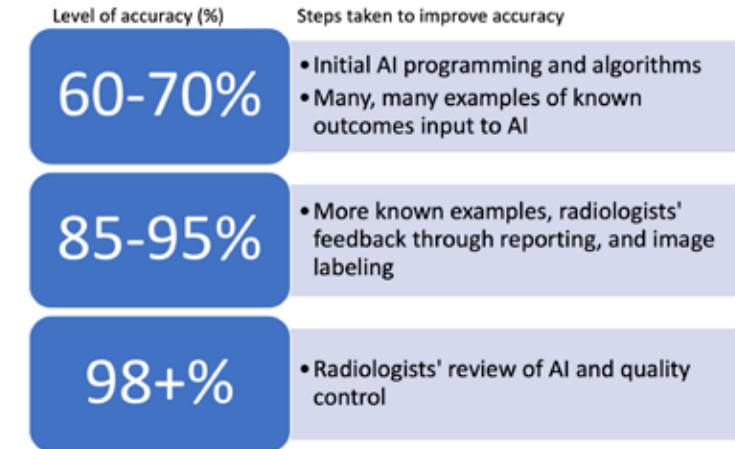 Level of accuracy (%) Steps taken to improve accuracy
60-70%
•Initial AI programming and algorithms
•Many, many examples of known
outcomes input to AI
85-95%
•More known examples, radiologists'
feedback through reporting, and image
labeling
98+%
•Radiologists' review of AI and quality
control